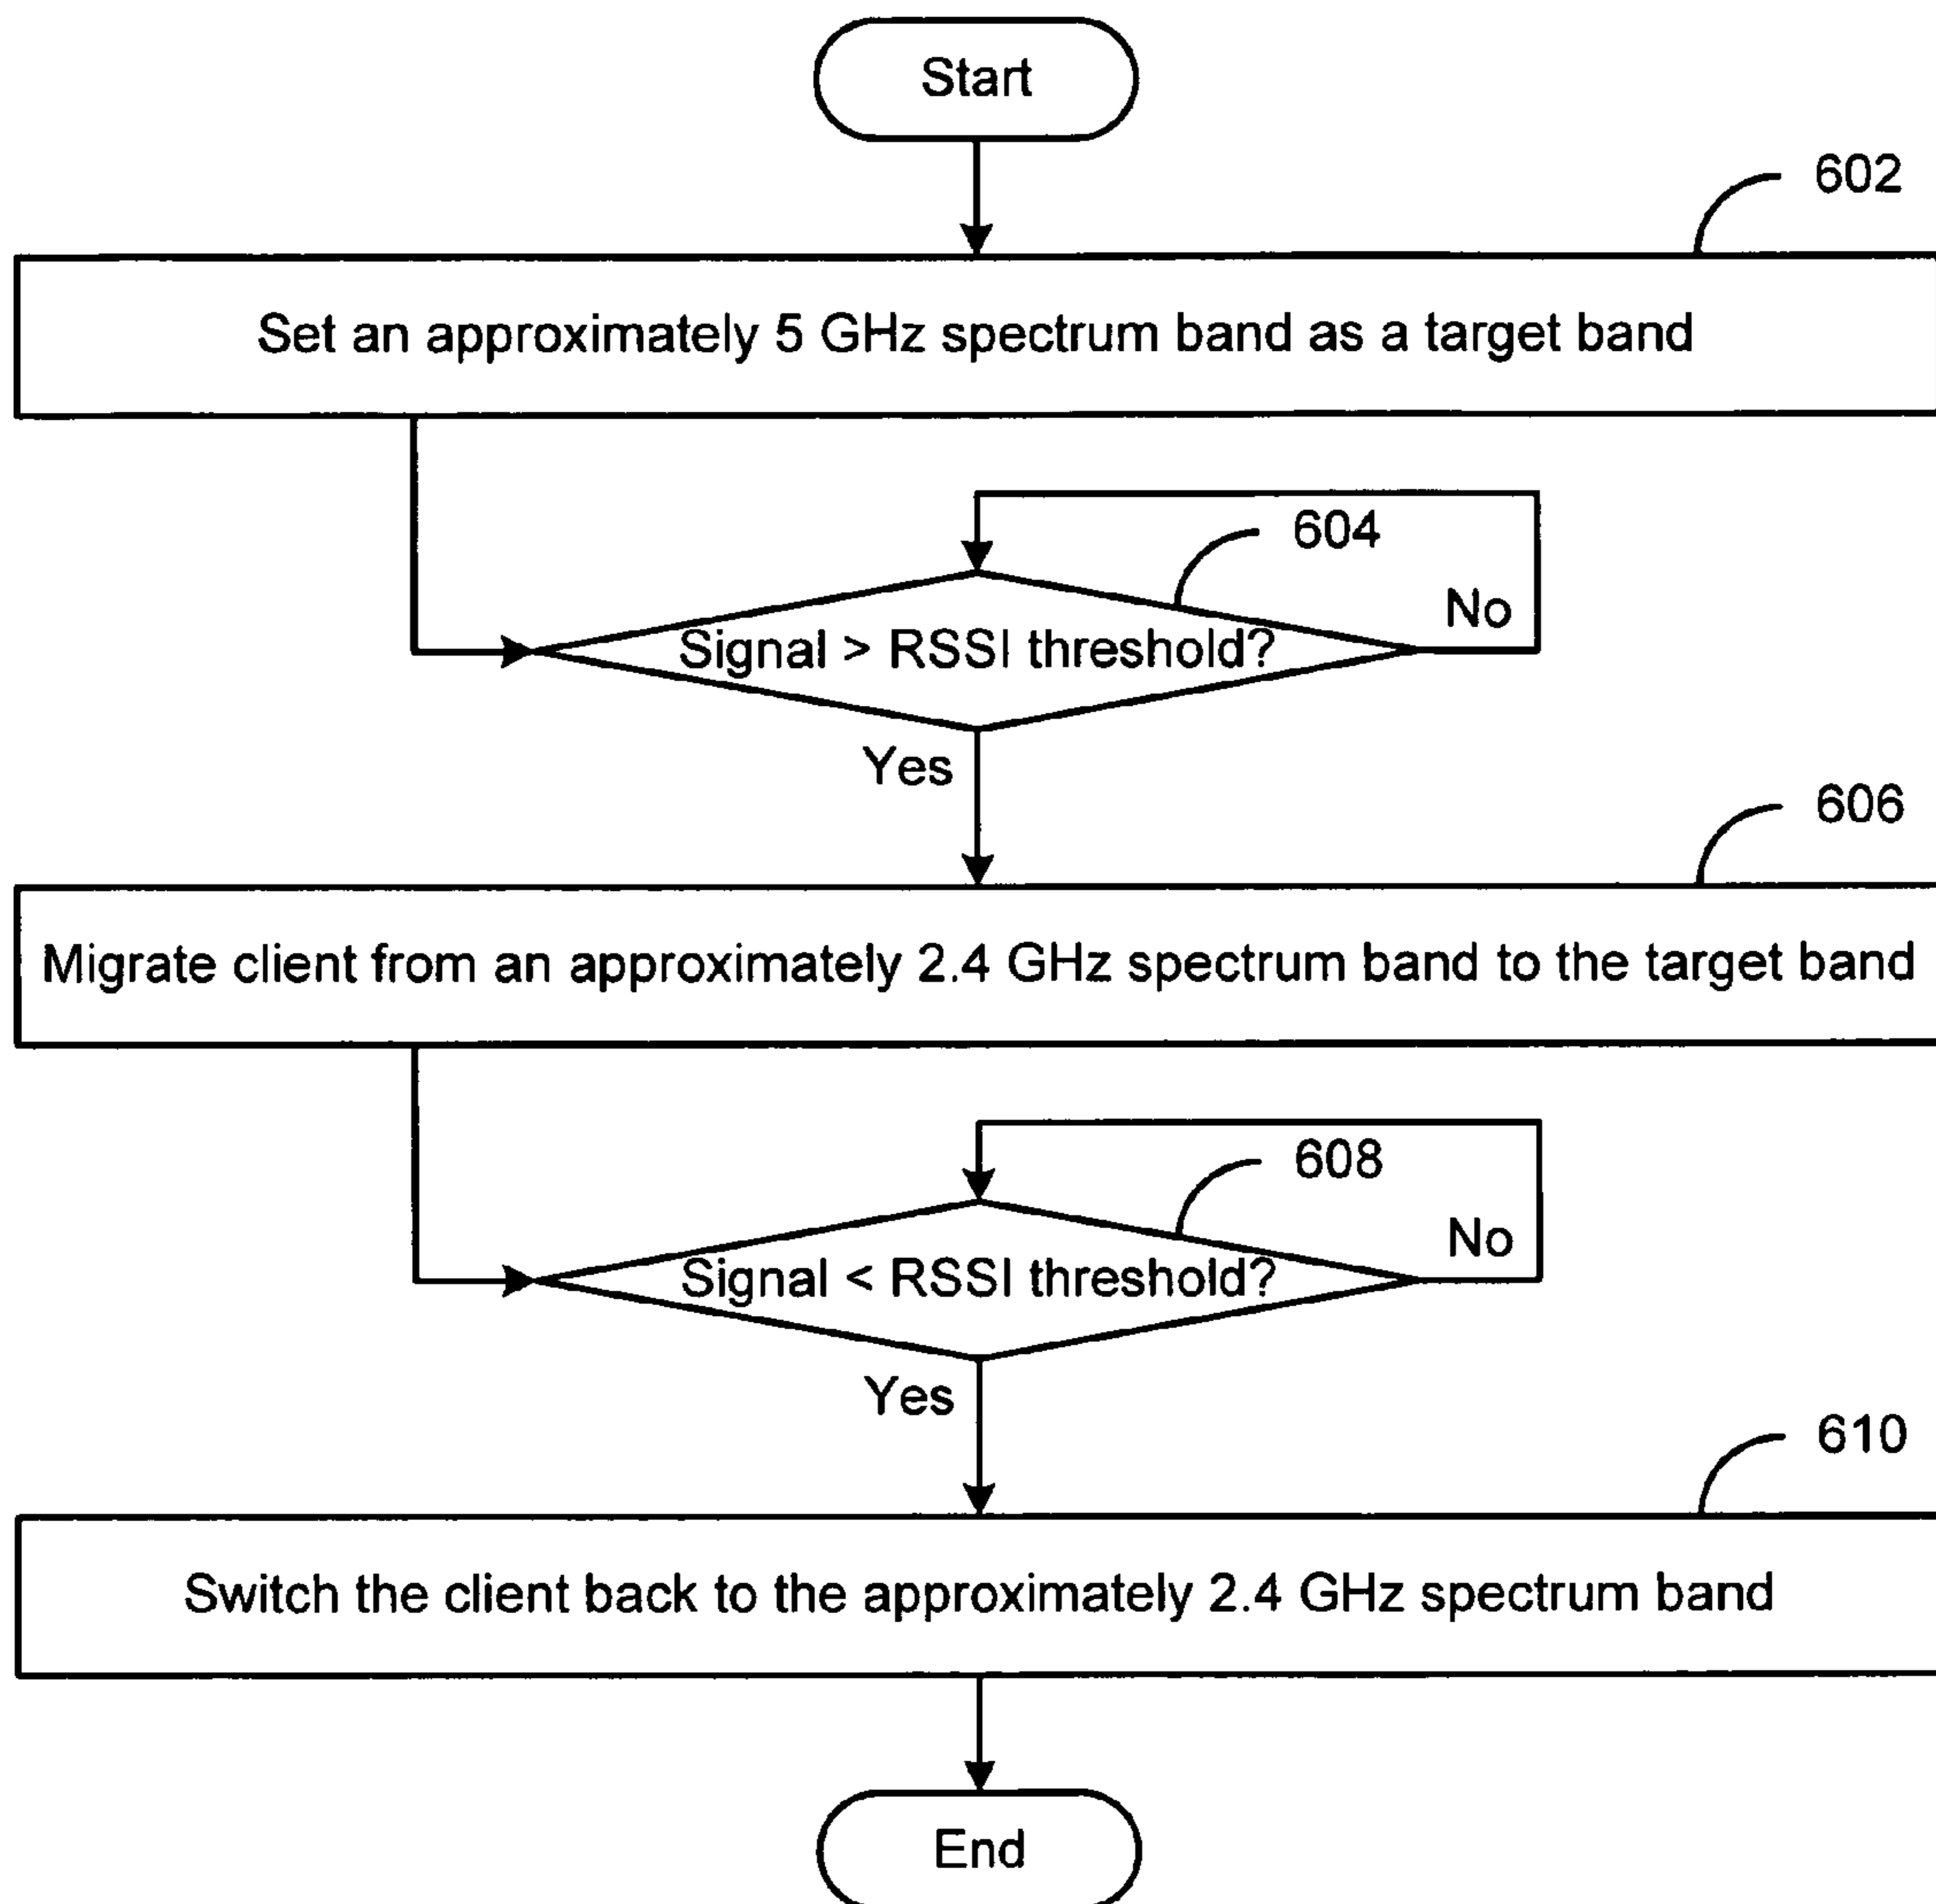 Start
602
Set an approximately 5 GHz spectrum band as a target band
604
No
Signal > RSSI threshold?
Yes
606
Migrate client from an approximately 2.4 GHz spectrum band to the target band
608
No
Signal < RSSI threshold?
Yes
610
Switch the client back to the approximately 2.4 GHz spectrum band
End